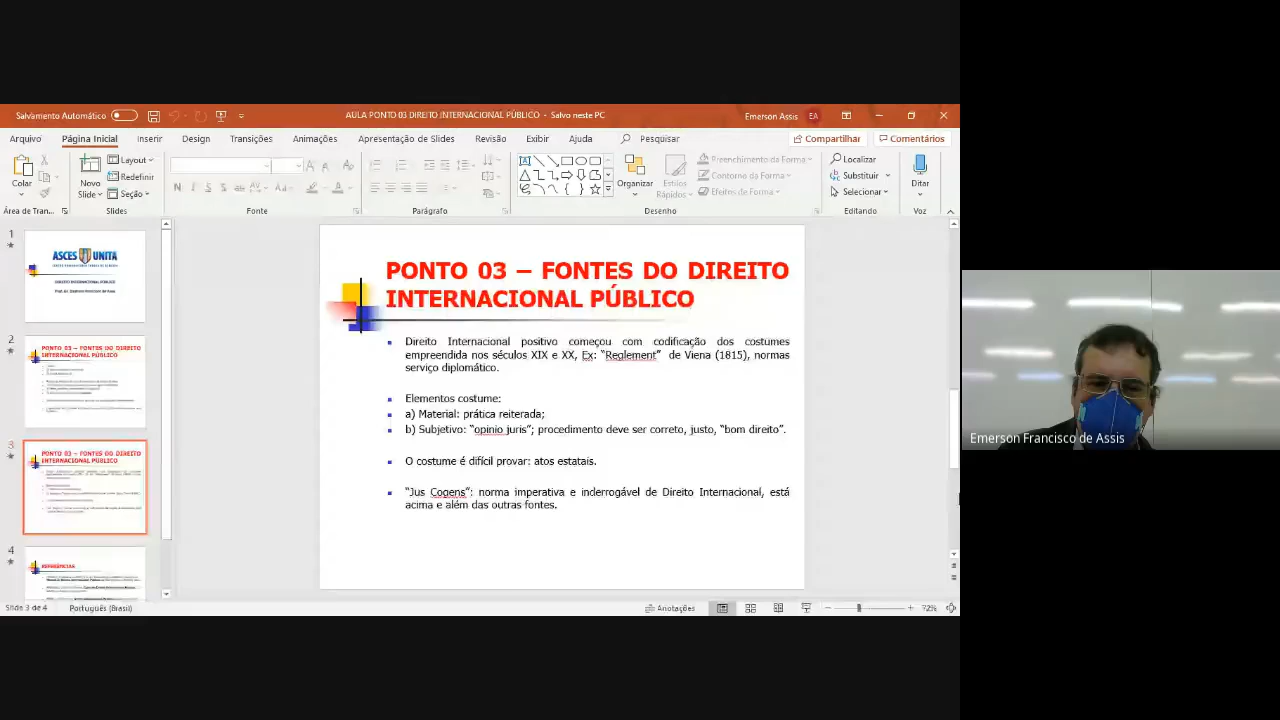 Salvamento Automático
AULA PONTO 03 DIREITO INTERNACIONAL PÚBLICO - Salvo neste PC
Emerson Assis
EA
Arquivo
Página Inicial
Inserir
Design
Transições
Animações
Apresentação de Slides
Revisão
Exibir
Ajuda
Pesquisar
Compartilhar
Comentários
Colar
Novo
Slide
Layout
Redefinir
Seção
N I S S
Aa
Organizar
Estilos
Rápidos
Preenchimento da Forma
Contorno da Forma
Efeitos de Forma
Localizar
Substituir
Selecionar
Ditar
Área de Tran...
Slides
Fonte
Parágrafo
Desenho
Editando
Voz
1
ASCES UNITA
2
PONTO 03 – FONTES DO DIREITO
INTERNACIONAL PÚBLICO
3
PONTO 03 – FONTES DO DIREITO
INTERNACIONAL PÚBLICO
4
REFERÊNCIAS
PONTO 03 – FONTES DO DIREITO
INTERNACIONAL PÚBLICO
Direito Internacional positivo começou com codificação dos costumes
empreendida nos séculos XIX e XX, Ex: “Reglement” de Viena (1815), normas
serviço diplomático.
Elementos costume:
a) Material: prática reiterada;
b) Subjetivo: “opinio juris”; procedimento deve ser correto, justo, “bom direito”.
O costume é difícil provar: atos estatais.
“Jus Cogens”: norma imperativa e inderrogável de Direito Internacional, está
acima e além das outras fontes.
Emerson Francisco de Assis
Slide 3 de 4
Português (Brasil)
Anotações
72%